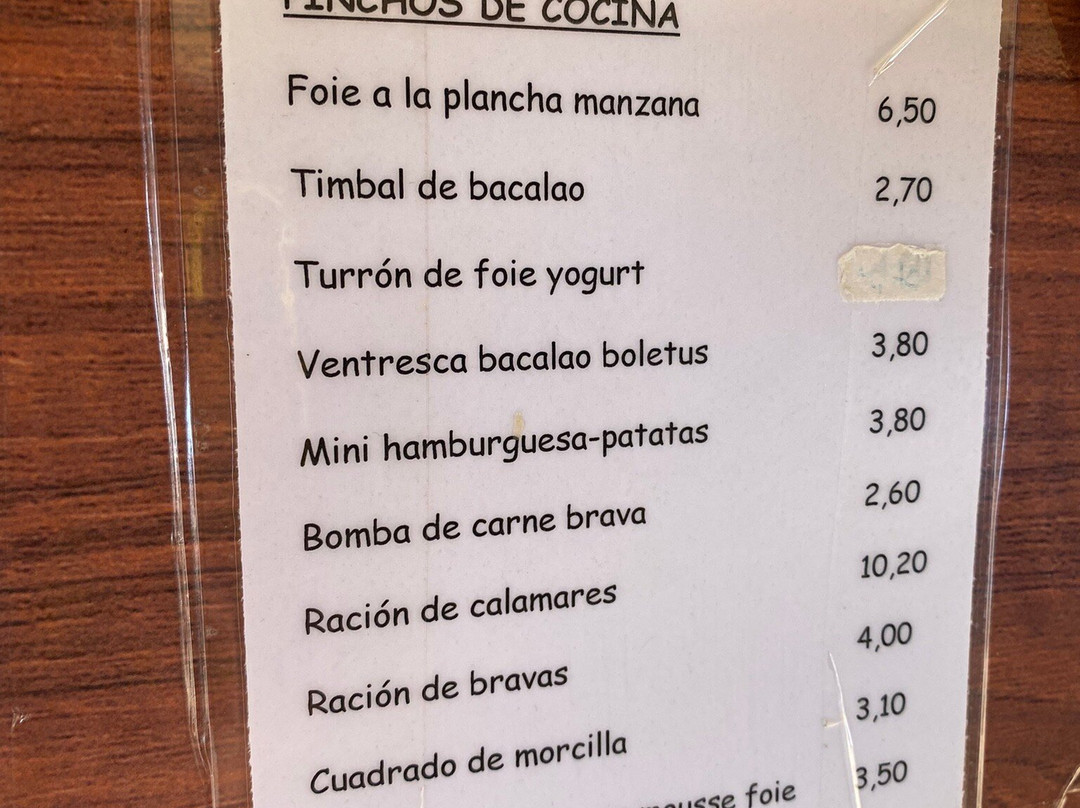 PINCHOS DE COCINA
Foie a la plancha manzana 6,50
Timbal de bacalao 2,70
Turrón de foie yogurt
Ventresca bacalao boletus 3,80
Mini hamburguesa-patatas 3,80
Bomba de carne brava 2,60
Ración de calamares 10,20
Ración de bravas 4,00
Cuadrado de morcilla 3,10
mousse foie 3,50